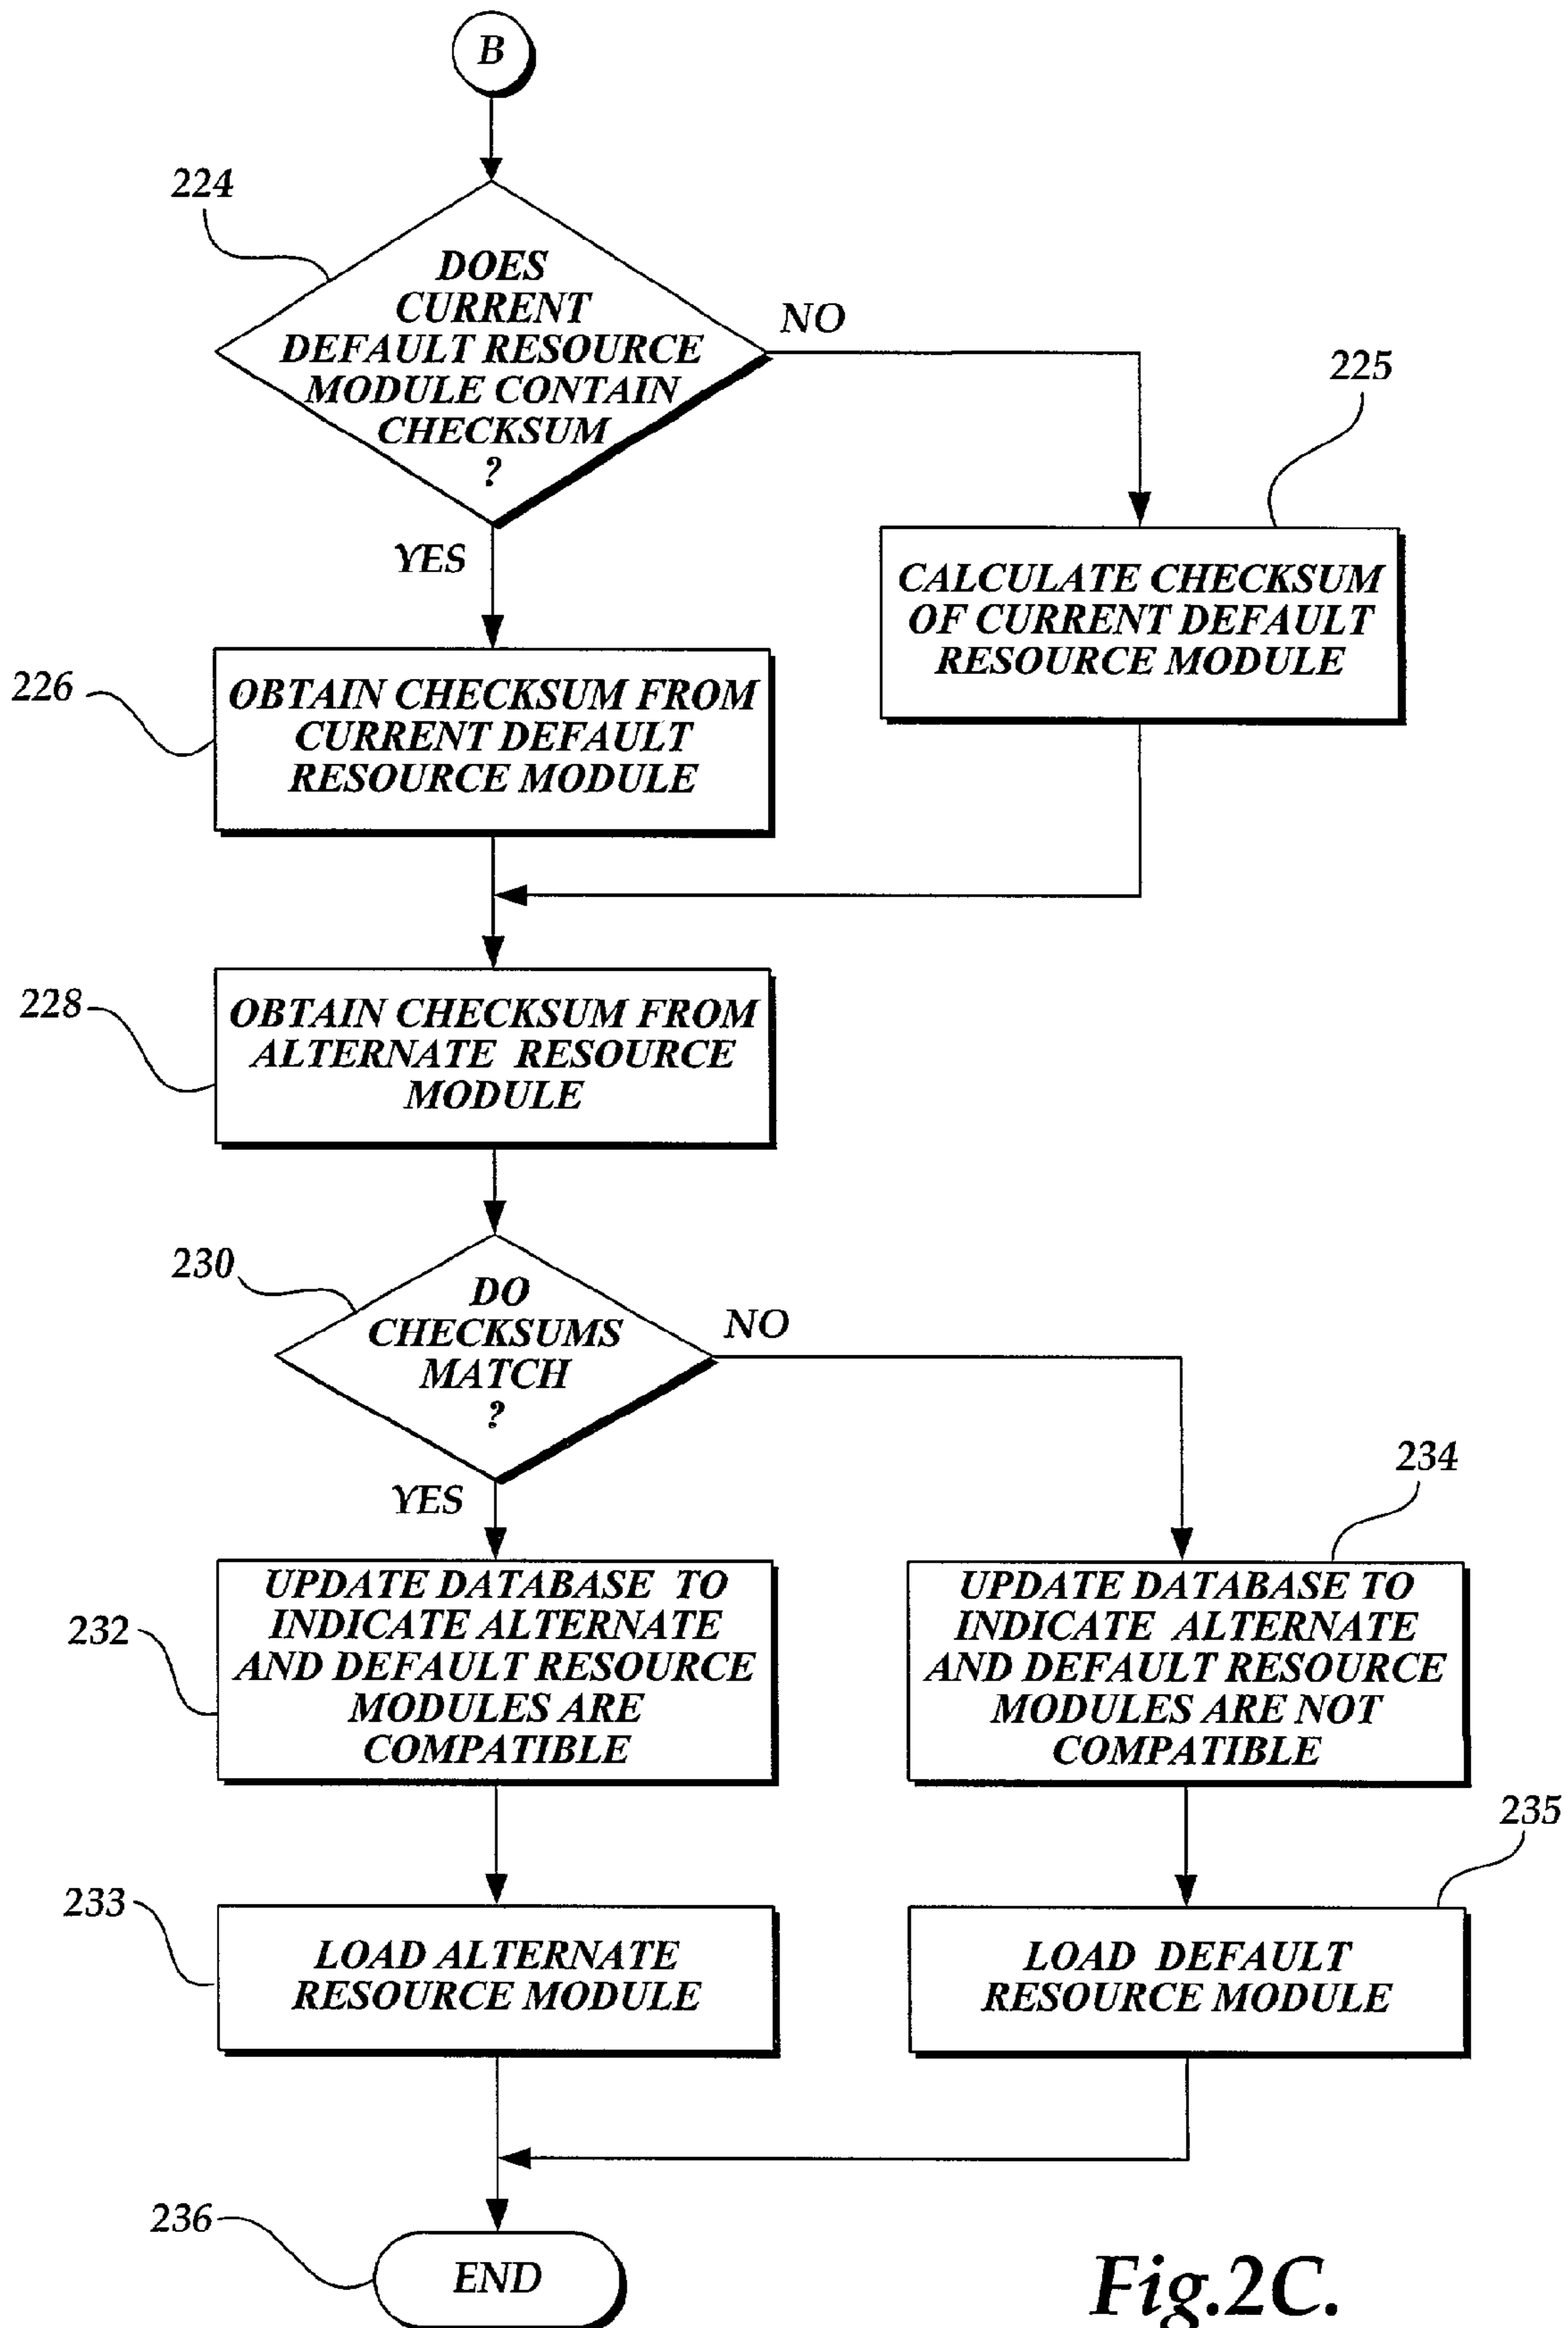 B
224
DOES
CURRENT
DEFAULT RESOURCE
MODULE CONTAIN
CHECKSUM
?
NO
YES
225
CALCULATE CHECKSUM
OF CURRENT DEFAULT
RESOURCE MODULE
226
OBTAIN CHECKSUM FROM
CURRENT DEFAULT
RESOURCE MODULE
228
OBTAIN CHECKSUM FROM
ALTERNATE RESOURCE
MODULE
230
DO
CHECKSUMS
MATCH
?
NO
YES
232
UPDATE DATABASE TO
INDICATE ALTERNATE
AND DEFAULT RESOURCE
MODULES ARE
COMPATIBLE
234
UPDATE DATABASE TO
INDICATE ALTERNATE
AND DEFAULT RESOURCE
MODULES ARE NOT
COMPATIBLE
233
LOAD ALTERNATE
RESOURCE MODULE
235
LOAD DEFAULT
RESOURCE MODULE
236
END
Fig.2C.